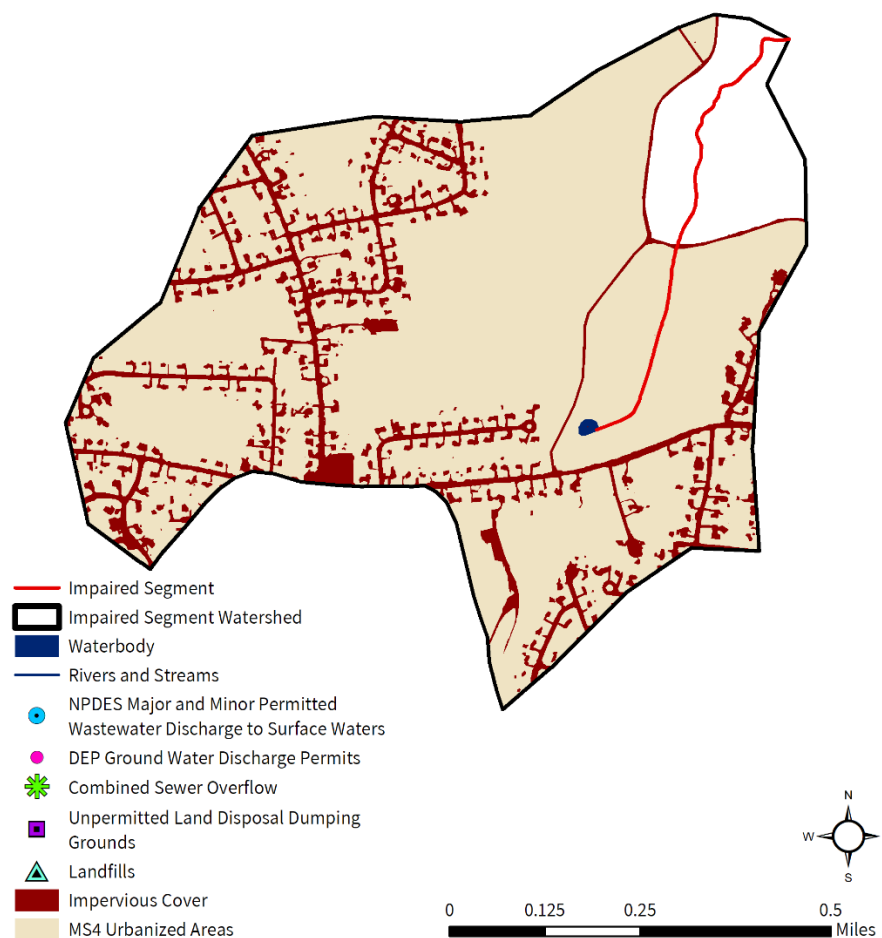 Impaired Segment
Impaired Segment Watershed
Waterbody
Rivers and Streams
NPDES Major and Minor Permitted
Wastewater Discharge to Surface Waters
DEP Ground Water Discharge Permits
Combined Sewer Overflow
Unpermitted Land Disposal Dumping
Grounds
Landfills
Impervious Cover
MS4 Urbanized Areas
N
W E
S
0 0.125 0.25 0.5
Miles